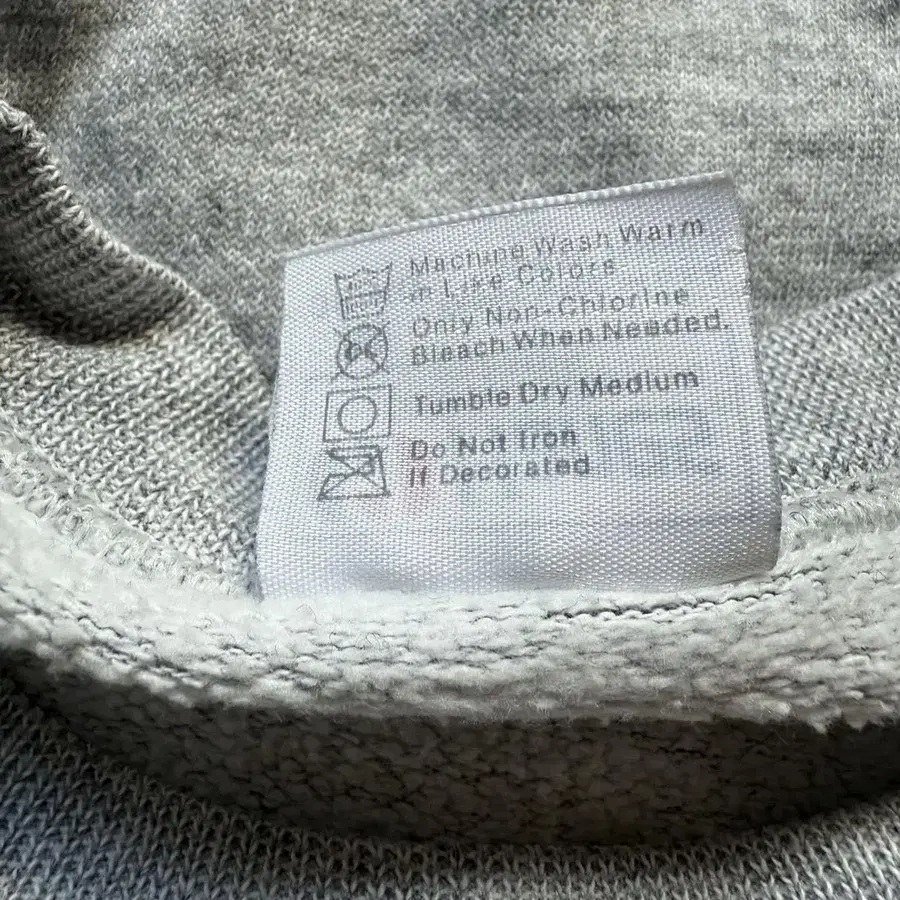 Machine Wash Warm
in Like Colors
Only Non-Chlorine
Bleach When Needed.
Tumble Dry Medium
Do Not Iron
If Decorated